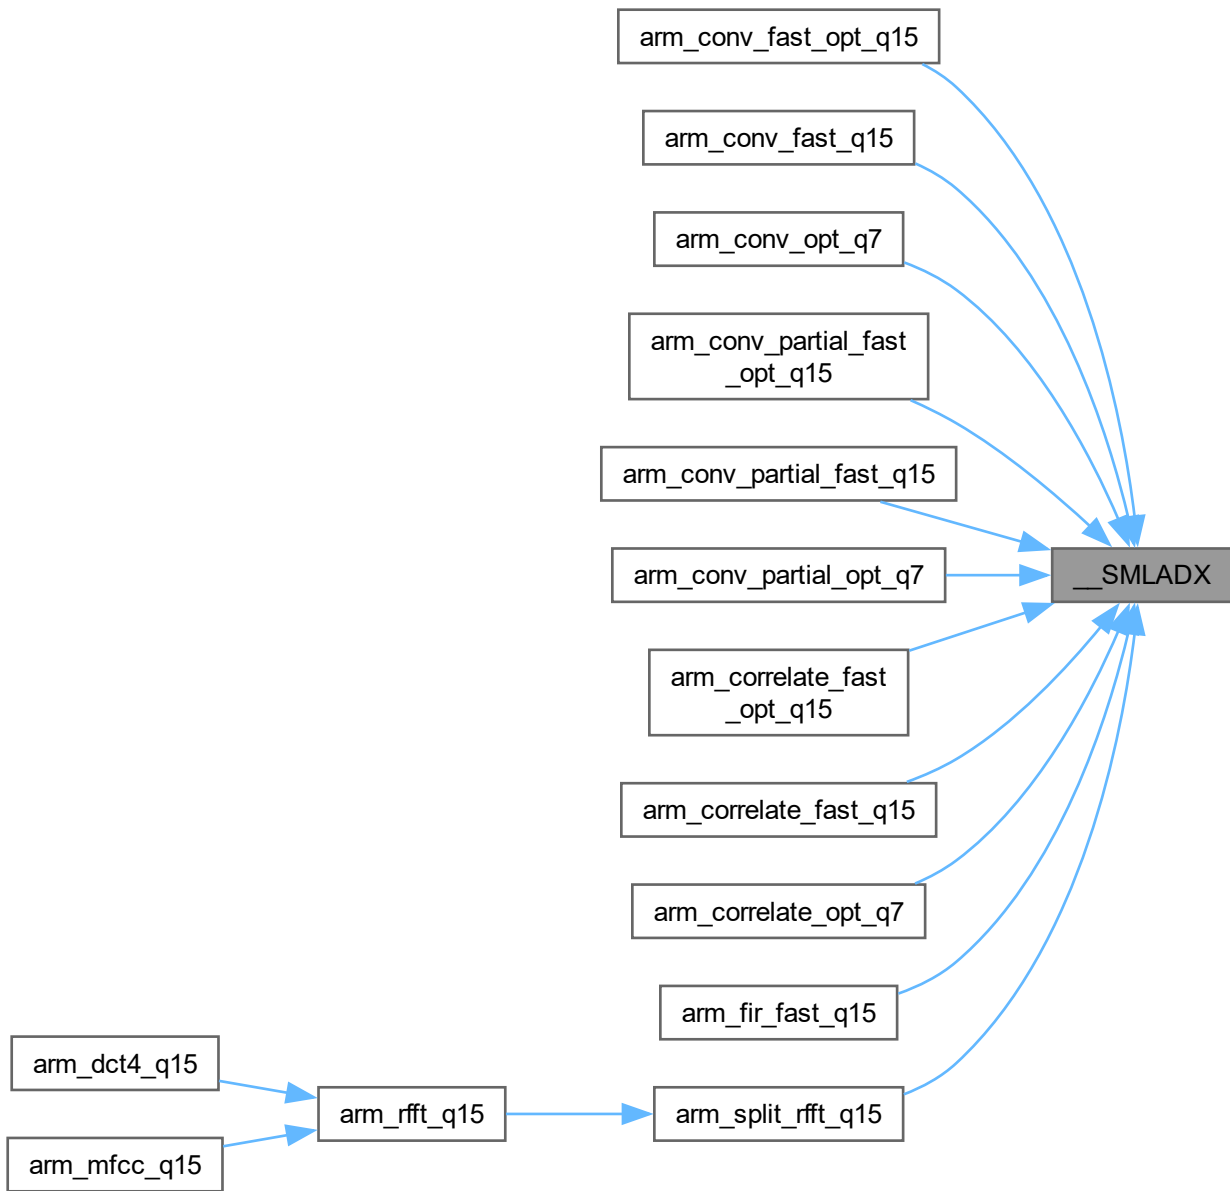 arm_conv_fast_opt_q15
arm_conv_fast_q15
arm_conv_opt_q7
arm_conv_partial_fast
_opt_q15
arm_conv_partial_fast_q15
arm_conv_partial_opt_q7
__SMLADX
arm_correlate_fast
_opt_q15
arm_correlate_fast_q15
arm_correlate_opt_q7
arm_fir_fast_q15
arm_dct4_q15
arm_rfft_q15
arm_split_rfft_q15
arm_mfcc_q15